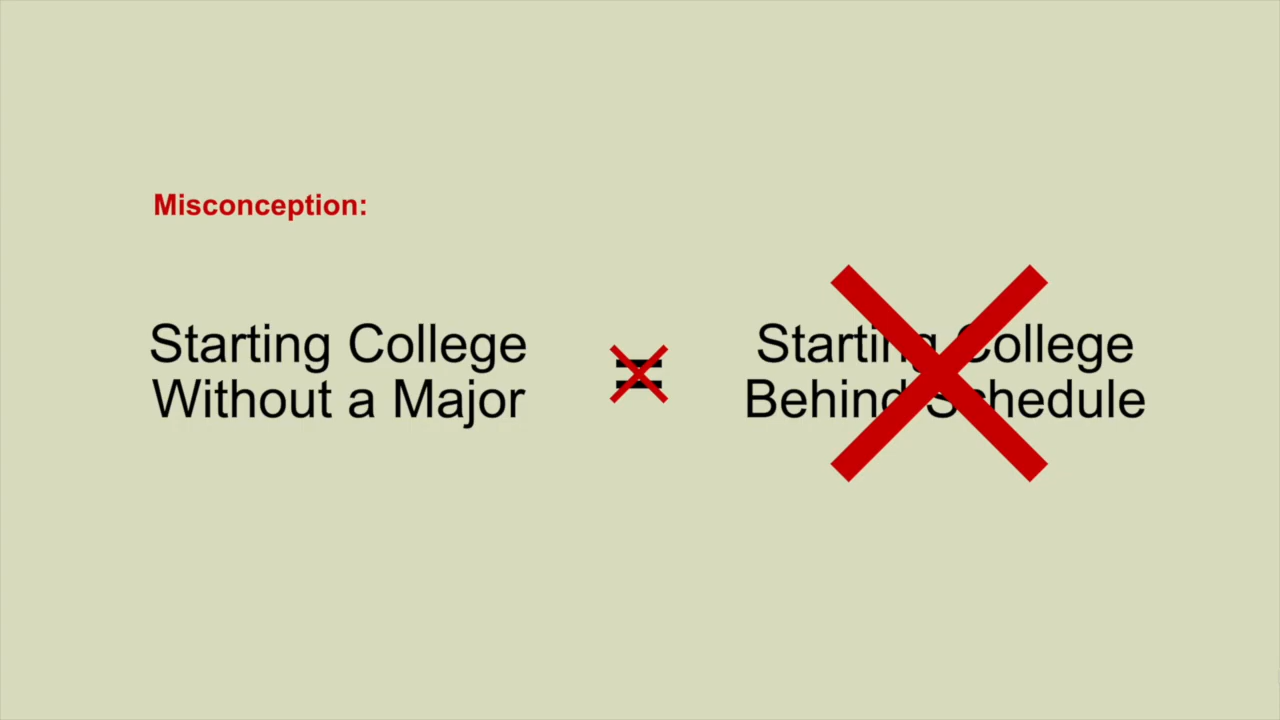 Misconception:
Starting College
Without a Major
=
Starting College
Behind Schedule